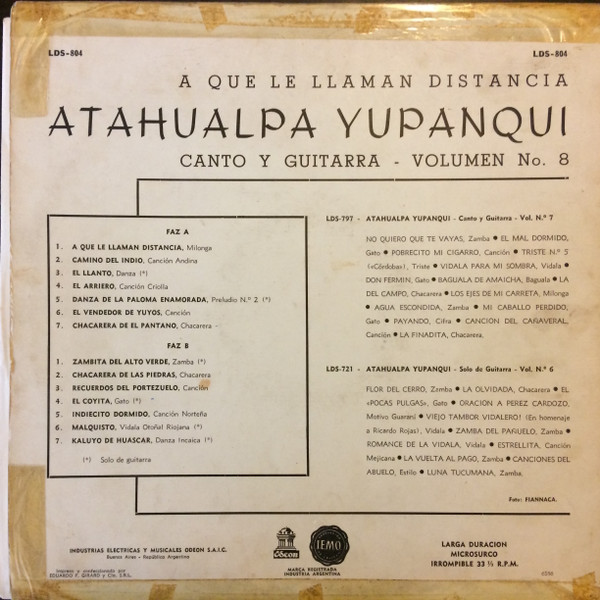 LDS-804
LDS-804
A QUE LE LLAMAN DISTANCIA
ATAHUALPA YUPANQUI
CANTO Y GUITARRA - VOLUMEN No. 8
FAZ A
1. A QUE LE LLAMAN DISTANCIA, Milonga
2. CAMINO DEL INDIO, Canción Andina
3. EL LLANTO, Danza (*)
4. EL ARRIERO, Canción Criolla
5. DANZA DE LA PALOMA ENAMORADA, Preludio N.º 2 (*)
6. EL VENDEDOR DE YUYOS, Canción
7. CHACARERA DE EL PANTANO, Chacarera
FAZ B
1. ZAMBITA DEL ALTO VERDE, Zamba (*)
2. CHACARERA DE LAS PIEDRAS, Chacarera
3. RECUERDOS DEL PORTEZUELO, Canción
4. EL COYITA, Gato (*)
5. INDIECITO DORMIDO, Canción Norteña
6. MALQUISTO, Vidala Otoñal Riojana (*)
7. KALUYO DE HUASCAR, Danza Incaica (*)
(*) Solo de guitarra
LDS-797 - ATAHUALPA YUPANQUI - Canto y Guitarra - Vol. N.º 7
NO QUIERO QUE TE VAYAS, Zamba ● EL MAL DORMIDO,
Gato ● POBRECITO MI CIGARRO, Canción ● TRISTE N.º 5
(«Córdoba»), Triste ● VIDALA PARA MI SOMBRA, Vidala ●
DON FERMIN, Gato ● BAGUALA DE AMAICHA, Baguala ● LA
DEL CAMPO, Chacarera ● LOS EJES DE MI CARRETA, Milonga
● AGUA ESCONDIDA, Zamba ● MI CABALLO PERDIDO,
Gato ● PAYANDO, Cifra ● CANCION DEL CAÑAVERAL,
Canción ● LA FINADITA, Chacarera,
LDS-721 - ATAHUALPA YUPANQUI - Solo de Guitarra - Vol. N.º 6
FLOR DEL CERRO, Zamba ● LA OLVIDADA, Chacarera ● EL
«POCAS PULGAS», Gato ● ORACIÓN A PEREZ CARDOZO,
Motivo Guaraní ● VIEJO TAMBOR VIDALERO! (En homenaje
a Ricardo Rojas), Vidala ● ZAMBA DEL PAÑUELO, Zamba ●
ROMANCE DE LA VIDALA, Vidala ● ESTRELLITA, Canción
Mejicana ● LA VUELTA AL PAGO, Zamba ● CANCIONES DEL
ABUELO, Estilo ● LUNA TUCUMANA, Zamba.
Foto: FIANNACA.
INDUSTRIAS ELECTRICAS Y MUSICALES ODEON S.A.I.C.
Buenos Aires - República Argentina
Odeon
IEMO
MARCA REGISTRADA
INDUSTRIA ARGENTINA
LARGA DURACION
MICROSURCO
IRROMPIBLE 33 ⅓ R.P.M.
Impreso y confeccionado por
EDUARDO F. GIRARD y Cía. S.R.L.